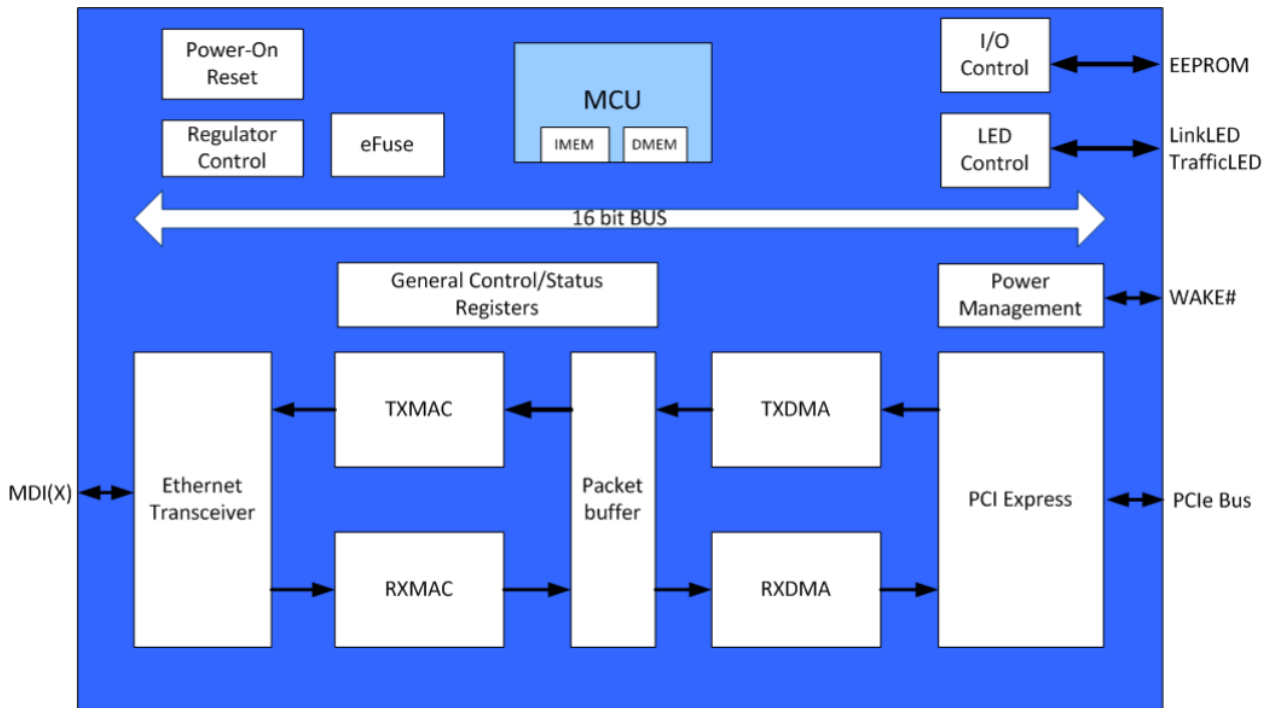 Power-On
Reset
MCU
IMEM
DMEM
I/O
Control
EEPROM
Regulator
Control
eFuse
LED
Control
LinkLED
TrafficLED
16 bit BUS
General Control/Status
Registers
Power
Management
WAKE#
TXMAC
TXDMA
MDI(X)
Ethernet
Transceiver
Packet
buffer
PCI Express
PCIe Bus
RXMAC
RXDMA